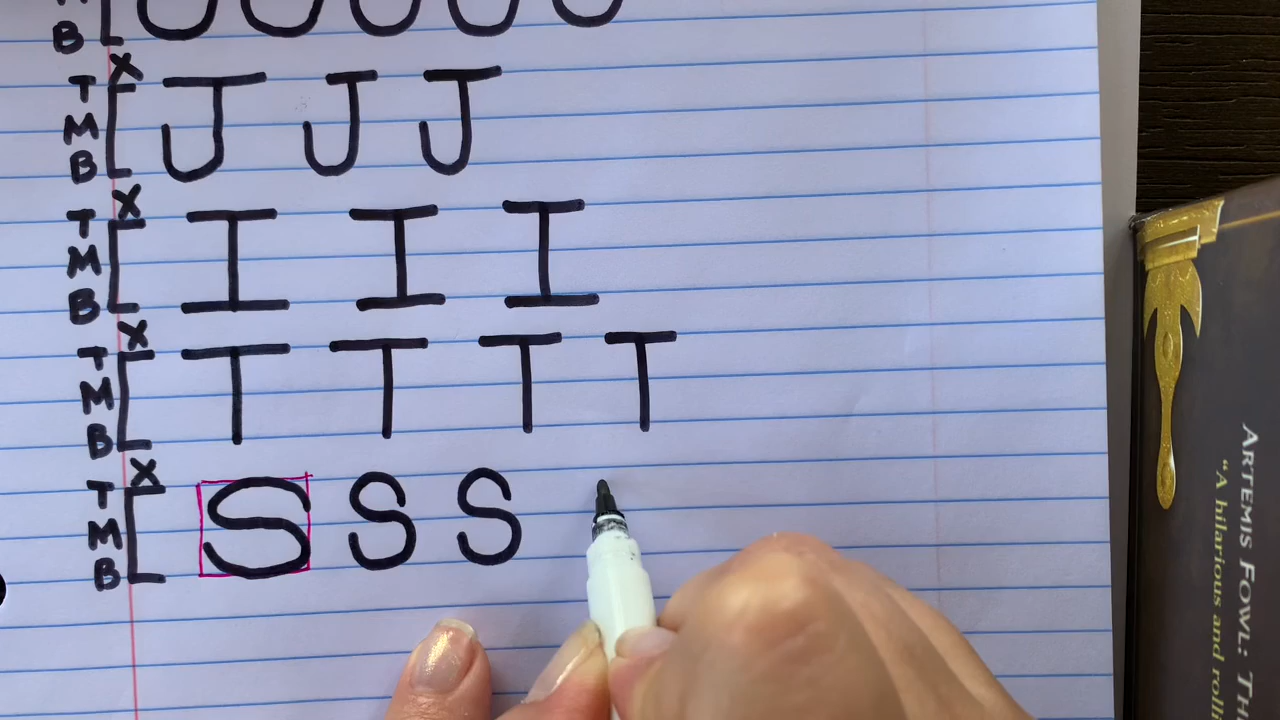 B
X
T J J J
M
B
X
T I I I
M
B
X
T T T T T
M
B
X
T S S S
M
B
ARTEMIS FOWL: TH
"A hilarious and rolli